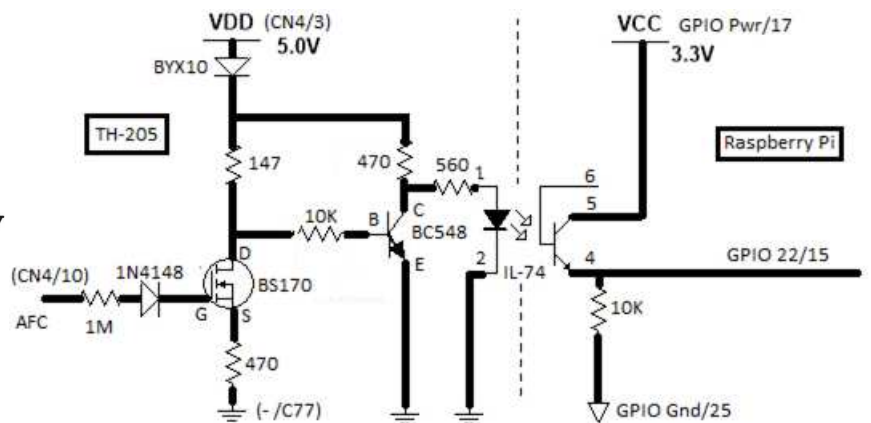 VDD (CN4/3)
5.0V
VCC GPIO Pwr/17
3.3V
BYX10
TH-205
Raspberry Pi
147
470
560
1
6
5
10K
B
C
BC548
E
2
IL-74
4
GPIO 22/15
(CN4/10)
1N4148
D
BS170
G
S
AFC
1M
10K
470
(- /C77)
GPIO Gnd/25